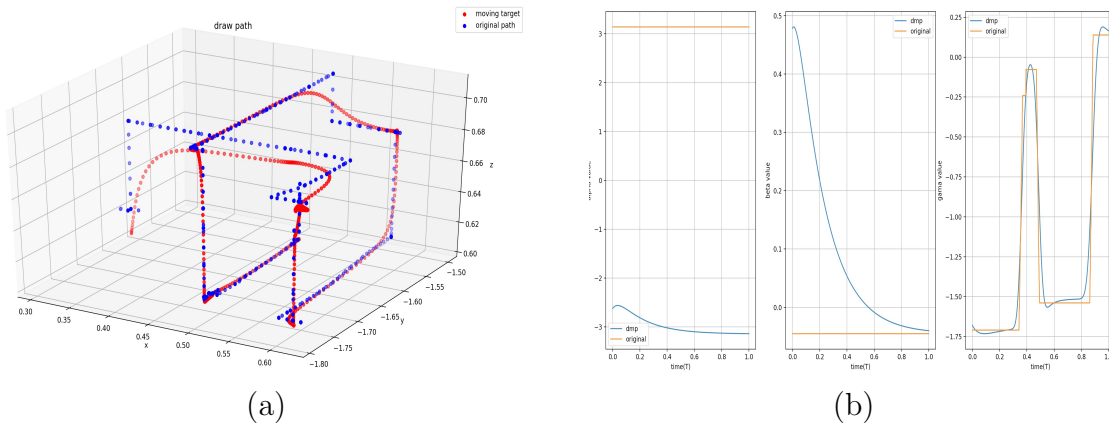 draw path
moving target
original path
0.70
0.68
0.66
z
0.64
0.62
0.60
−1.50
−1.55
−1.60
−1.65
y
−1.70
−1.75
−1.80
0.30
0.35
0.40
0.45
x
0.50
0.55
0.60
(a)
3
2
1
0
−1
−2
−3
value
dmp
original
0.0 0.2 0.4 0.6 0.8 1.0
time(T)
0.5
0.4
0.3
0.2
0.1
0.0
beta value
dmp
original
0.0 0.2 0.4 0.6 0.8 1.0
time(T)
0.00
−0.25
−0.50
−0.75
−1.00
−1.25
−1.50
−1.75
gama value
dmp
original
0.0 0.2 0.4 0.6 0.8 1.0
time(T)
(b)